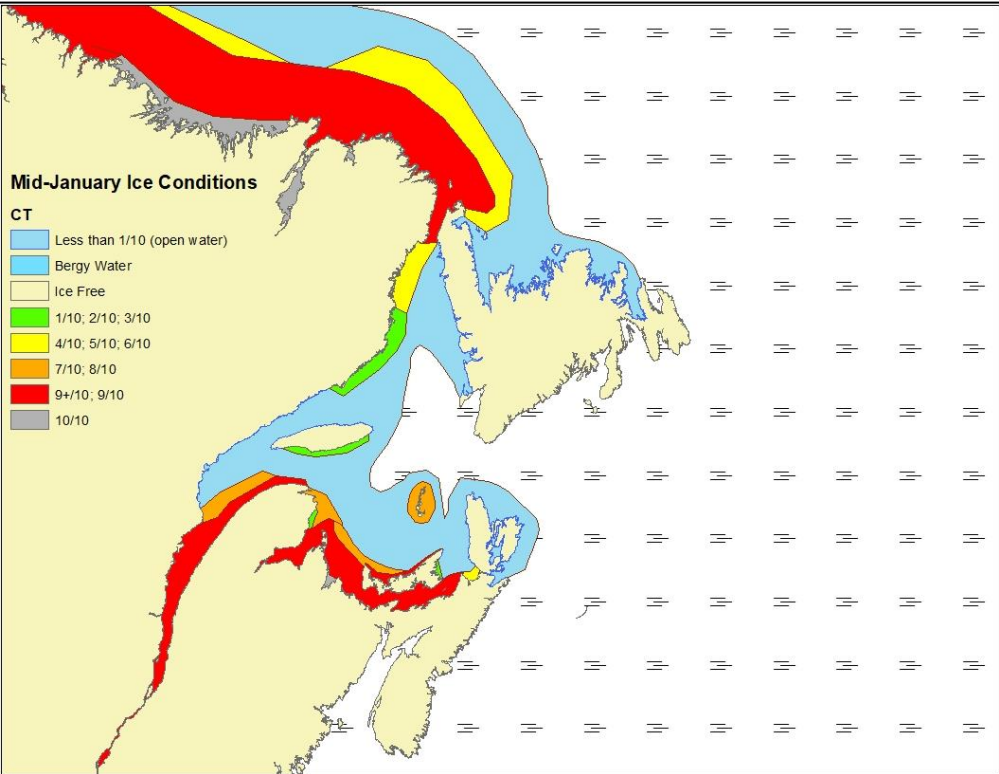 Mid-January Ice Conditions
CT
Less than 1/10 (open water)
Bergy Water
Ice Free
1/10; 2/10; 3/10
4/10; 5/10; 6/10
7/10; 8/10
9+/10; 9/10
10/10